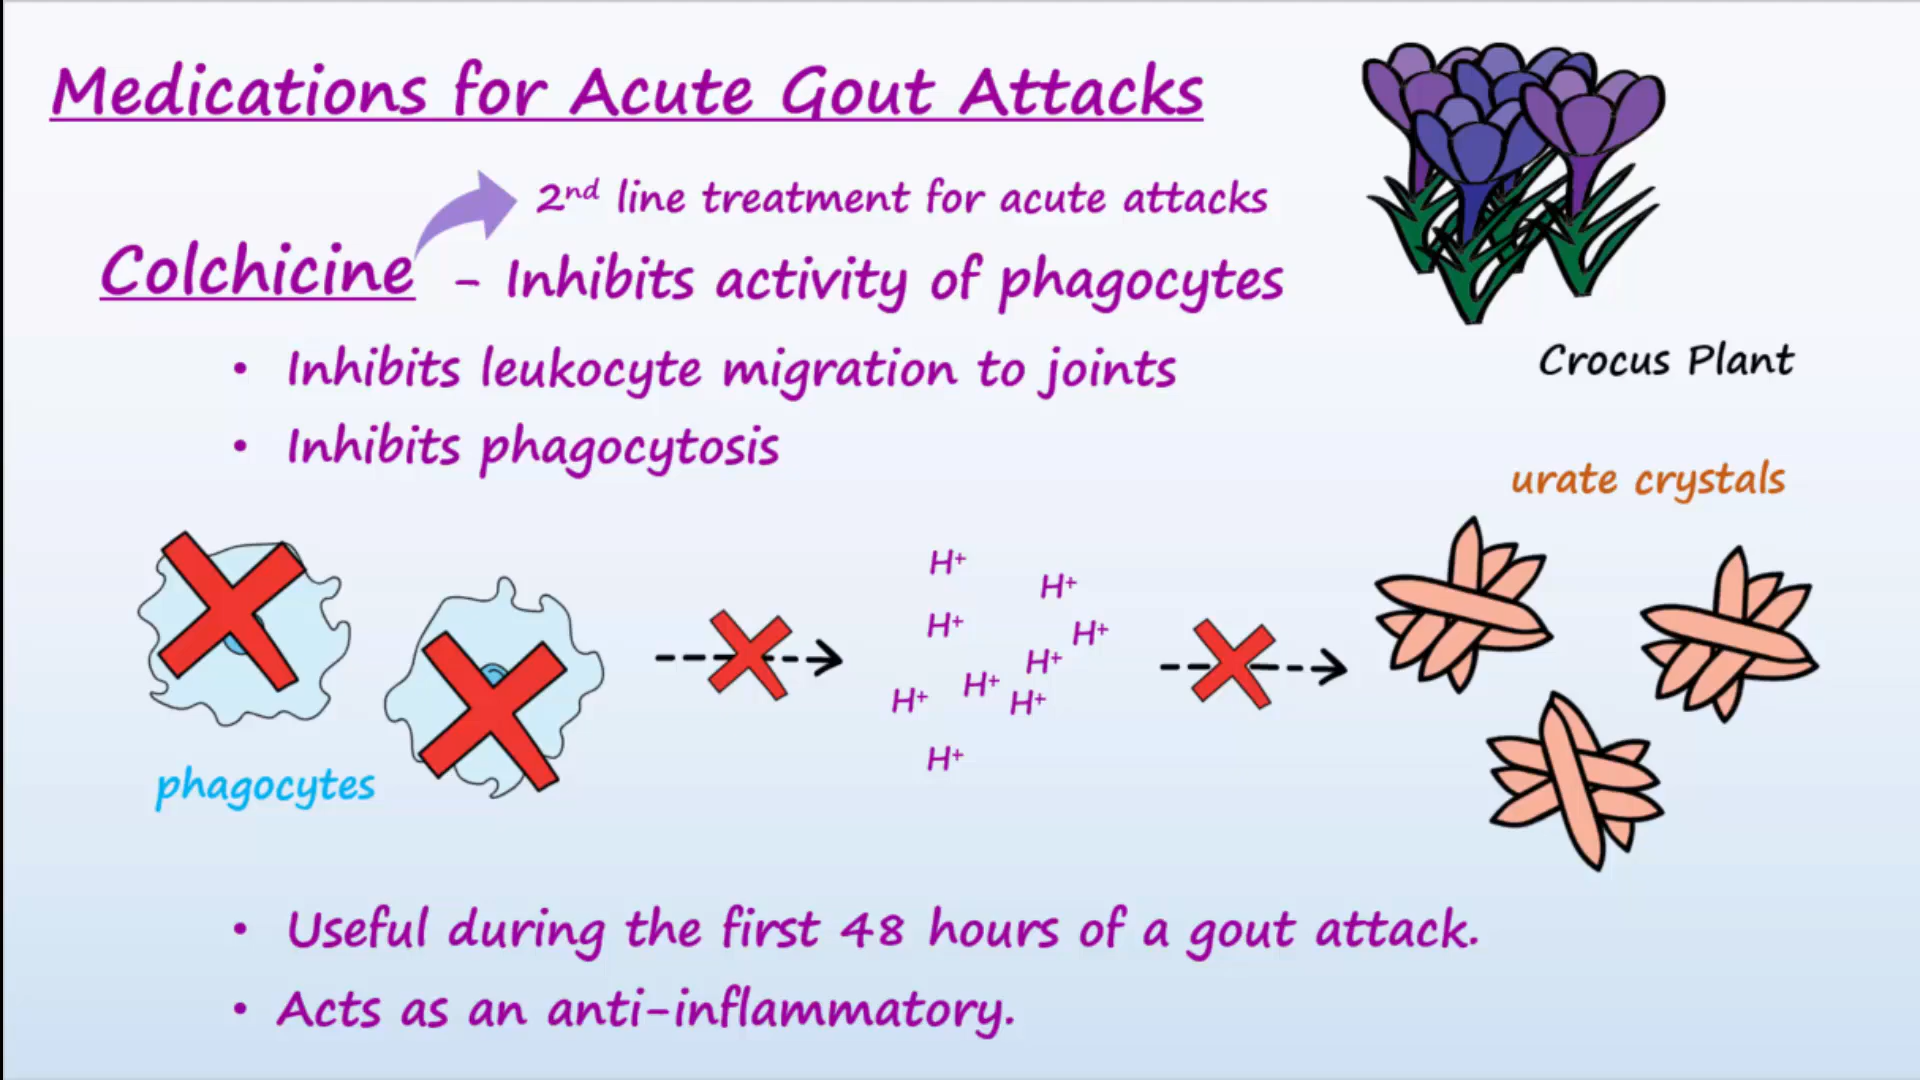 Medications for Acute Gout Attacks
2nd line treatment for acute attacks
Colchicine - Inhibits activity of phagocytes
• Inhibits leukocyte migration to joints
• Inhibits phagocytosis
Crocus Plant
urate crystals
H+
H+
H+
H+
H+
H+
H+
H+
H+
phagocytes
• Useful during the first 48 hours of a gout attack.
• Acts as an anti-inflammatory.